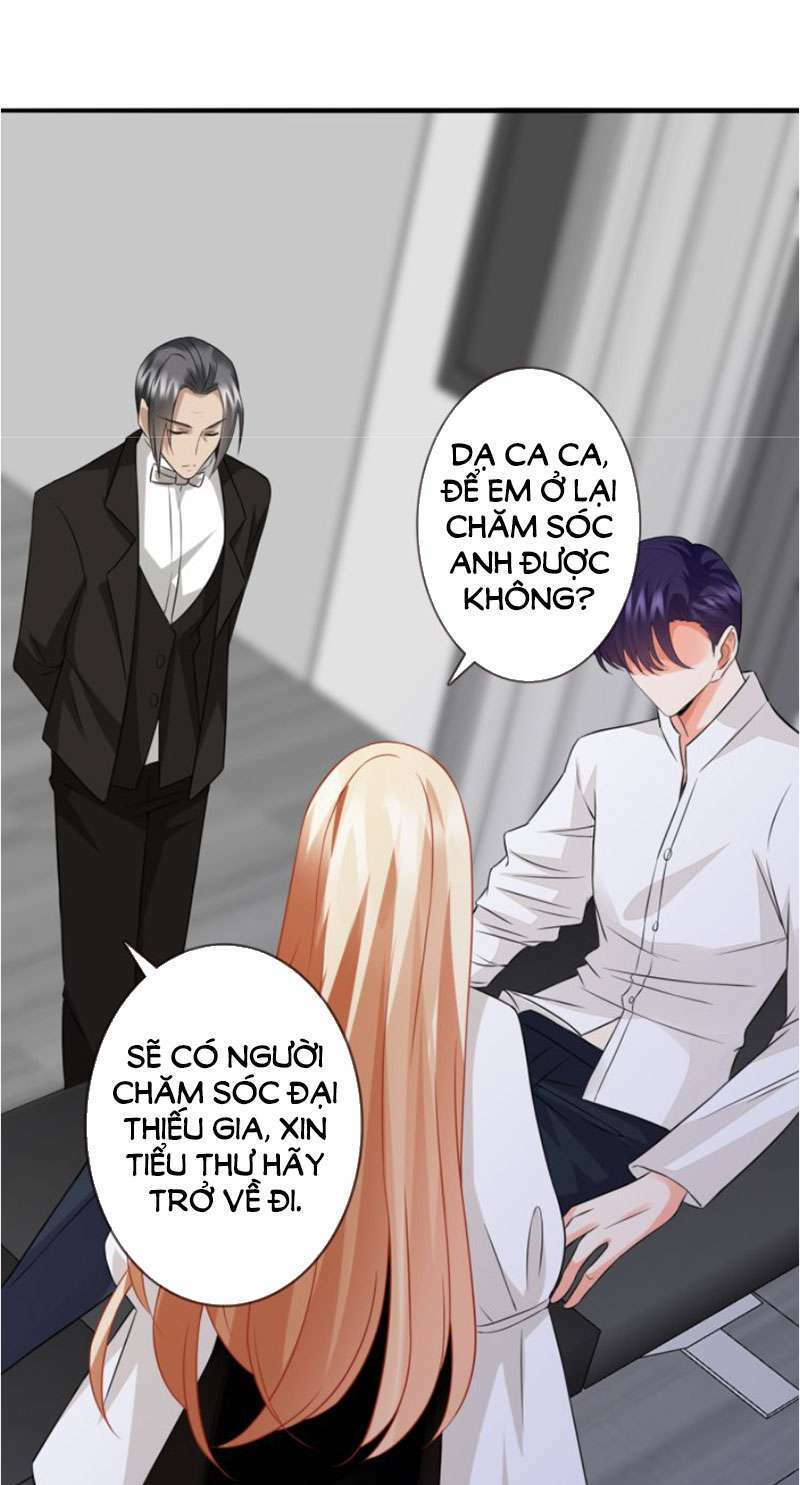 DẠ CA CA,
ĐỂ EM Ở LẠI
CHĂM SÓC
ANH ĐƯỢC
KHÔNG?
SẼ CÓ NGƯỜI
CHĂM SÓC ĐẠI
THIẾU GIA, XIN
TIỂU THƯ HÃY
TRỞ VỀ ĐI.